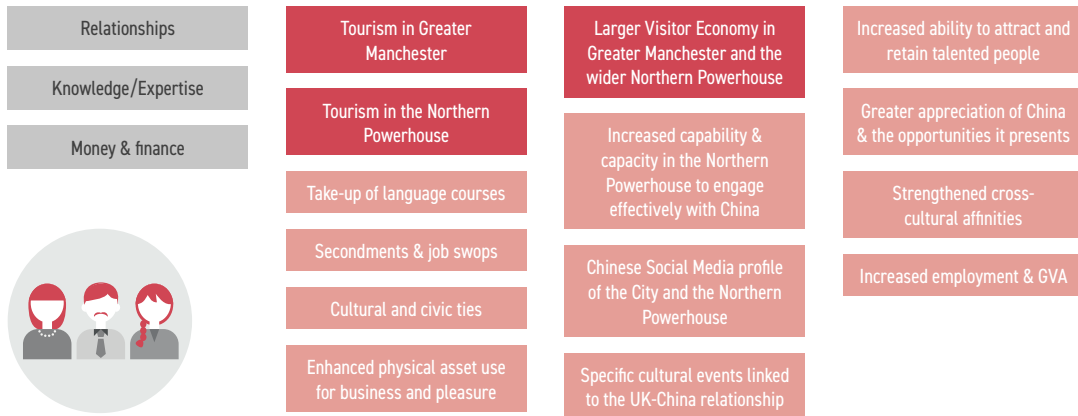 Relationships
Knowledge/Expertise
Money & finance
Tourism in Greater
Manchester
Tourism in the Northern
Powerhouse
Take-up of language courses
Secondments & job swops
Cultural and civic ties
Enhanced physical asset use
for business and pleasure
Larger Visitor Economy in
Greater Manchester and the
wider Northern Powerhouse
Increased capability &
capacity in the Northern
Powerhouse to engage
effectively with China
Chinese Social Media profile
of the City and the Northern
Powerhouse
Specific cultural events linked
to the UK-China relationship
Increased ability to attract and
retain talented people
Greater appreciation of China
& the opportunities it presents
Strengthened cross-
cultural affinities
Increased employment & GVA